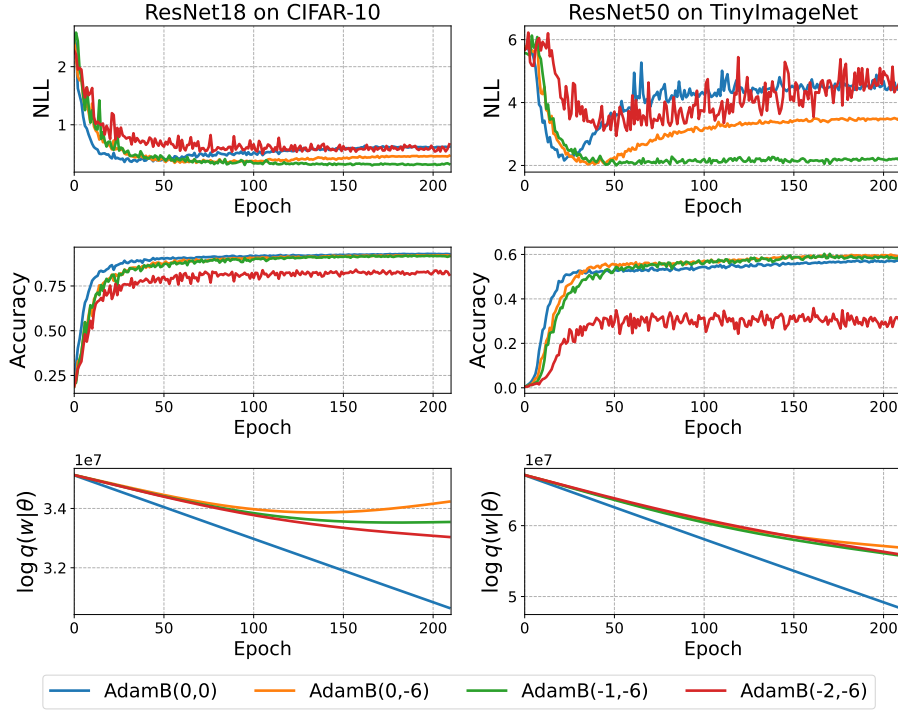 ResNet18 on CIFAR-10
ResNet50 on TinyImageNet
NLL
2
1
0
50
100
150
200
Epoch
NLL
6
4
2
0
50
100
150
200
Epoch
Accuracy
0.75
0.50
0.25
0
50
100
150
200
Epoch
Accuracy
0.6
0.4
0.2
0.0
0
50
100
150
200
Epoch
1e7
log q(w|θ)
3.4
3.2
0
50
100
150
200
Epoch
1e7
log q(w|θ)
6
5
0
50
100
150
200
Epoch
AdamB(0,0)
AdamB(0,-6)
AdamB(-1,-6)
AdamB(-2,-6)